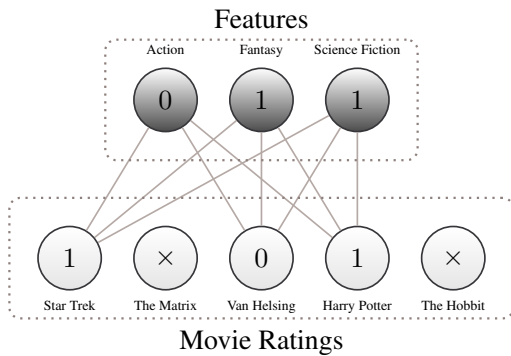 Features
Action Fantasy Science Fiction
0 1 1
1 × 0 1 ×
Star Trek The Matrix Van Helsing Harry Potter The Hobbit
Movie Ratings